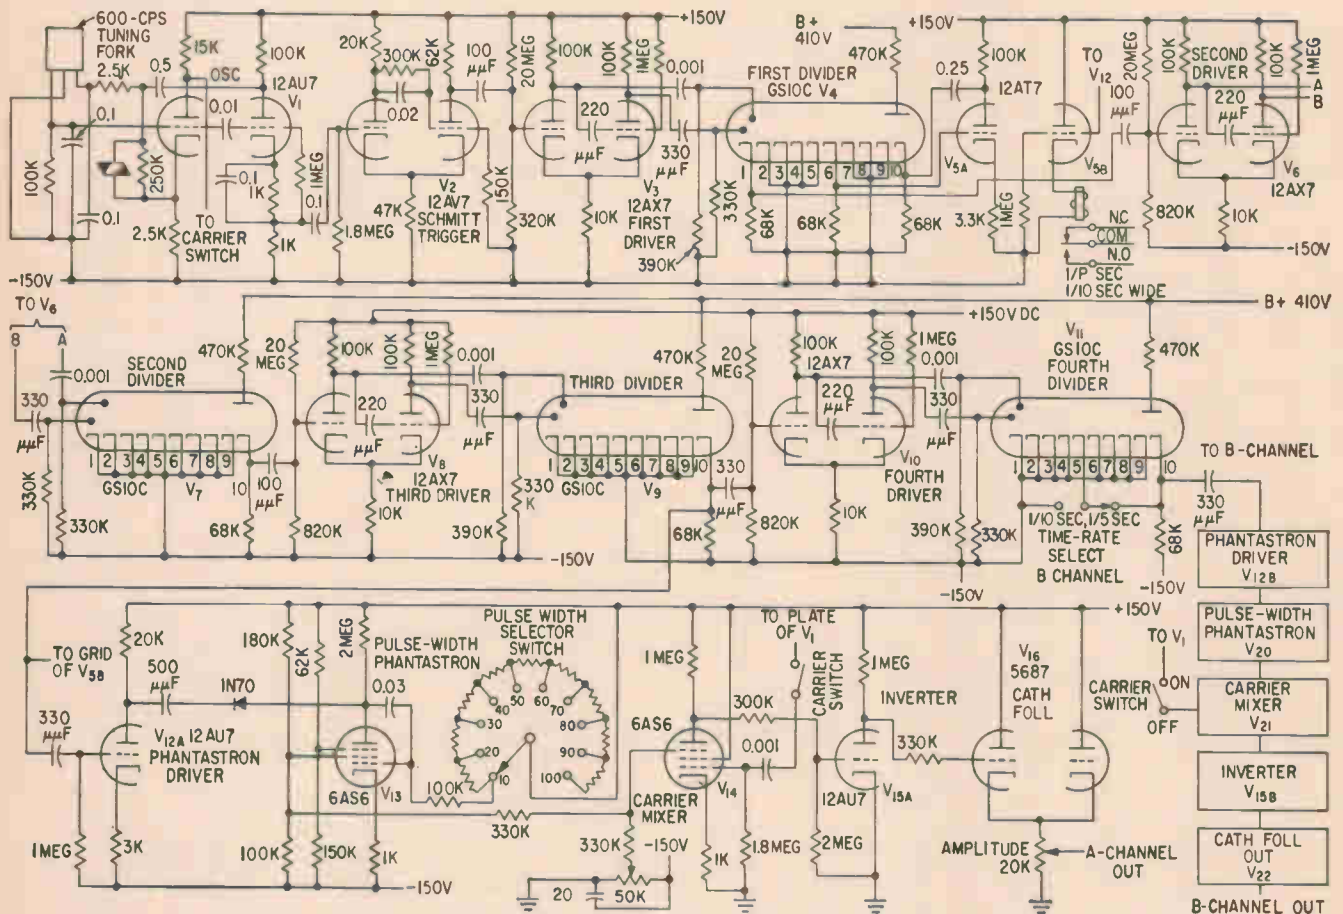 600-CPS
TUNING
FORK
2.5K
0.5
15K
OSC
100K
12AU7
V1
0.01
0.1
250K
100K
0.1
2.5K
TO
CARRIER
SWITCH
0.1
1K
1K
1MEG
0.1
-150V
20K
300K
62K
0.02
100
μμF
V2
12AV7
SCHMITT
TRIGGER
47K
1.8MEG
150K
20MEG
320K
+150V
100K
100K
1MEG
220
μμF
V3
12AX7
FIRST
DRIVER
10K
0.001
330
μμF
390K
330K
B+
410V
470K
FIRST DIVIDER
GS10C V4
1 2 3 4 5 6 7 8 9 10
68K
68K
68K
+150V
0.25
100K
12AT7
V5A
3.3K
1MEG
TO
V12
V5B
N.C
COM
N.O
1/P SEC
1/10 SEC WIDE
20MEG
100
μμF
820K
100K
SECOND
DRIVER
100K
1MEG
A
B
220
μμF
V6
12AX7
10K
-150V
TO V6
B A
0.001
330
μμF
330K
330K
SECOND
DIVIDER
470K
1 2 3 4 5 6 7 8 9 10
GS10C V7
100
μμF
68K
20
MEG
820K
100K
100K
1MEG
220
μμF
V8
12AX7
THIRD DRIVER
10K
0.001
330
μμF
330
K
390K
-150V
THIRD DIVIDER
470K
1 2 3 4 5 6 7 8 9 10
GS10C V9
330
μμF
68K
20
MEG
820K
B+ 410V
+150V DC
100K
12AX7
100K
1MEG
0.001
220
μμF
V10
FOURTH
DRIVER
10K
330
μμF
390K
330K
-150V
V11
GS10C
FOURTH
DIVIDER
470K
1 2 3 4 5 6 7 8 9 10
1/10 SEC, 1/5 SEC
TIME-RATE
SELECT
B CHANNEL
68K
-150V
TO B-CHANNEL
330
μμF
PHANTASTRON
DRIVER
V12B
PULSE-WIDTH
PHANTASTRON
V20
TO V1
ON
CARRIER
SWITCH
OFF
CARRIER
MIXER
V21
INVERTER
V15B
CATH FOLL
OUT
V22
B-CHANNEL OUT
TO GRID
OF V5B
330
μμF
1MEG
20K
500
μμF
1N70
V12A 12AU7
PHANTASTRON
DRIVER
3K
180K
62K
2MEG
PULSE-WIDTH
PHANTASTRON
0.03
6AS6
V13
100K
150K
1K
-150V
PULSE WIDTH
SELECTOR
SWITCH
10
20
30
40
50
60
70
80
90
100
100K
330K
330K
-150V
20
50K
1MEG
6AS6
CARRIER
MIXER
V14
1K
300K
0.001
1.8MEG
TO PLATE
OF V1
CARRIER
SWITCH
1MEG
INVERTER
12AU7
V15A
2MEG
330K
+150V
V16
5687
CATH
FOLL
AMPLITUDE
20K
A-CHANNEL
OUT